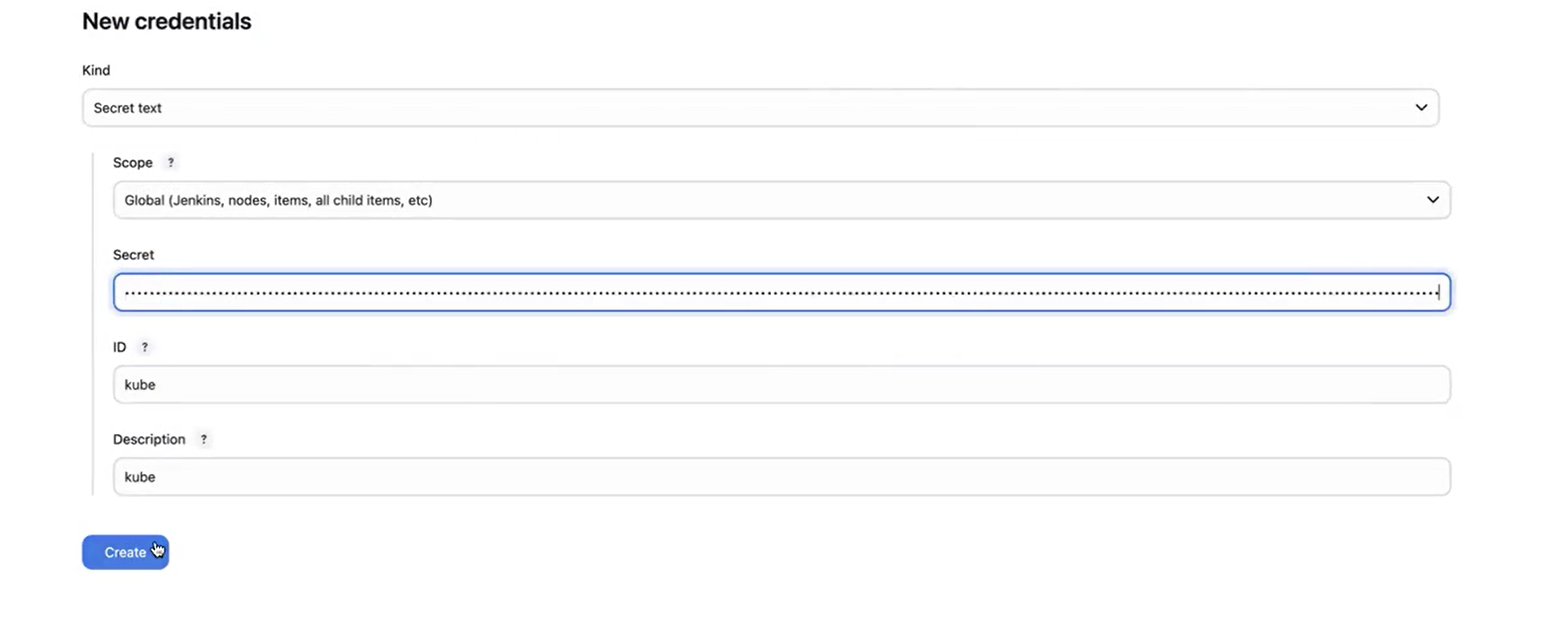 New credentials
Kind
Secret text
Scope ?
Global (Jenkins, nodes, items, all child items, etc)
Secret
ID ?
kube
Description ?
kube
Create